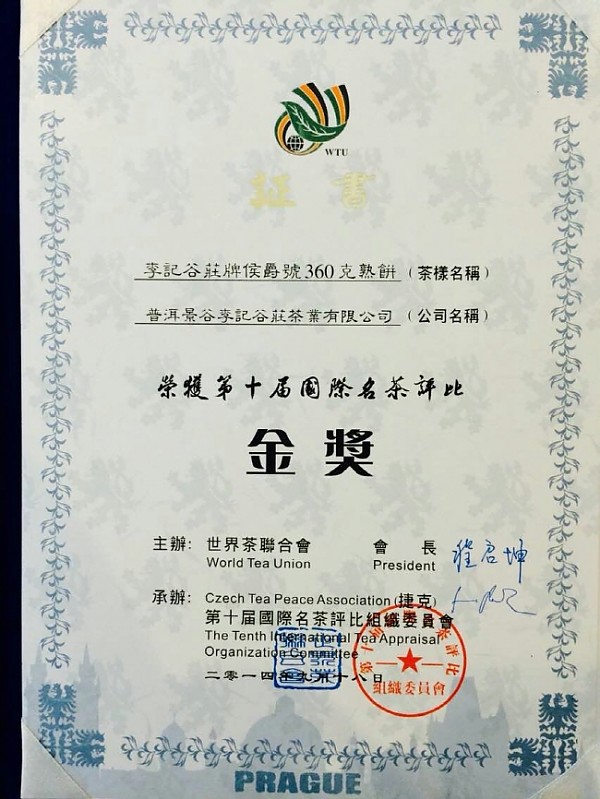 WTU
証書
李記谷莊牌侯爵號360克熟餅（茶樣名稱）
普洱景谷李記谷莊茶業有限公司（公司名稱）
榮獲第十届國際名茶評比
金獎
主辦：世界茶聯合會 會長
World Tea Union President
程启坤
承辦：Czech Tea Peace Association (捷克)
第十届國際名茶評比組織委員會
The Tenth International Tea Appraisal
Organization Committee
二零一四年九月十八日
組織委員會
PRAGUE